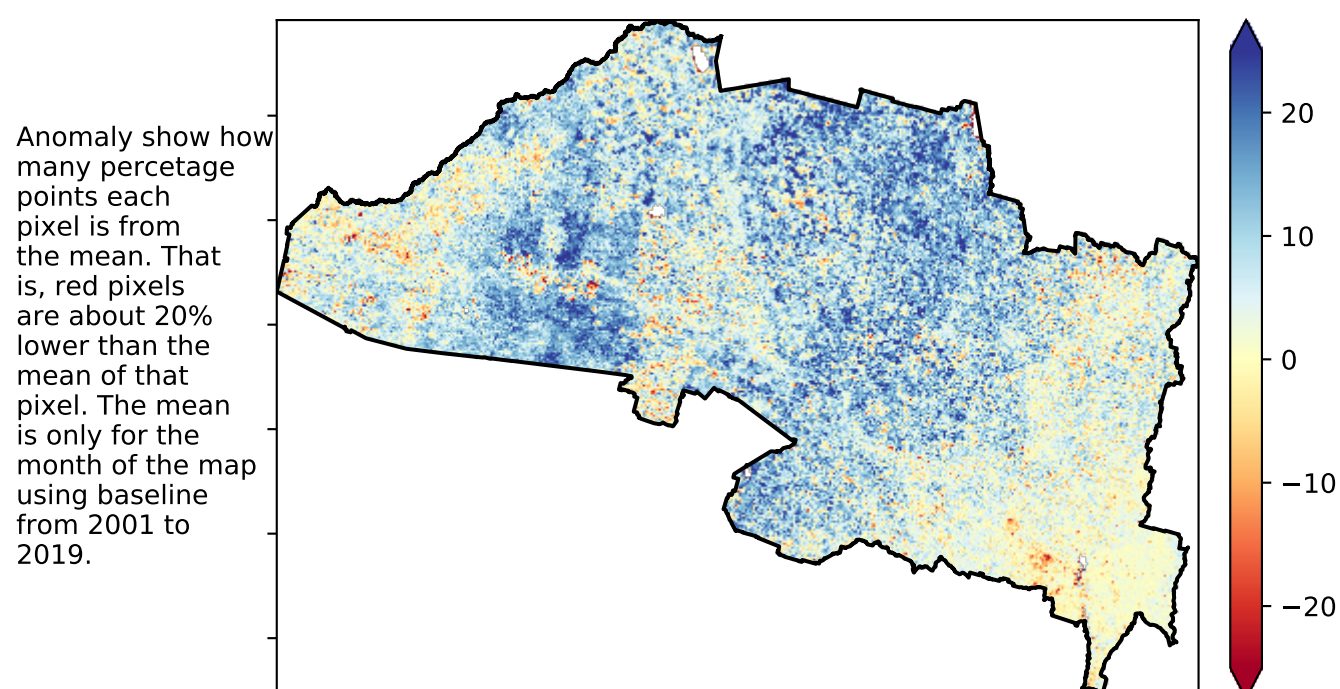 Anomaly show how
many percetage
points each
pixel is from
the mean. That
is, red pixels
are about 20%
lower than the
mean of that
pixel. The mean
is only for the
month of the map
using baseline
from 2001 to
2019.
20
10
0
−10
−20